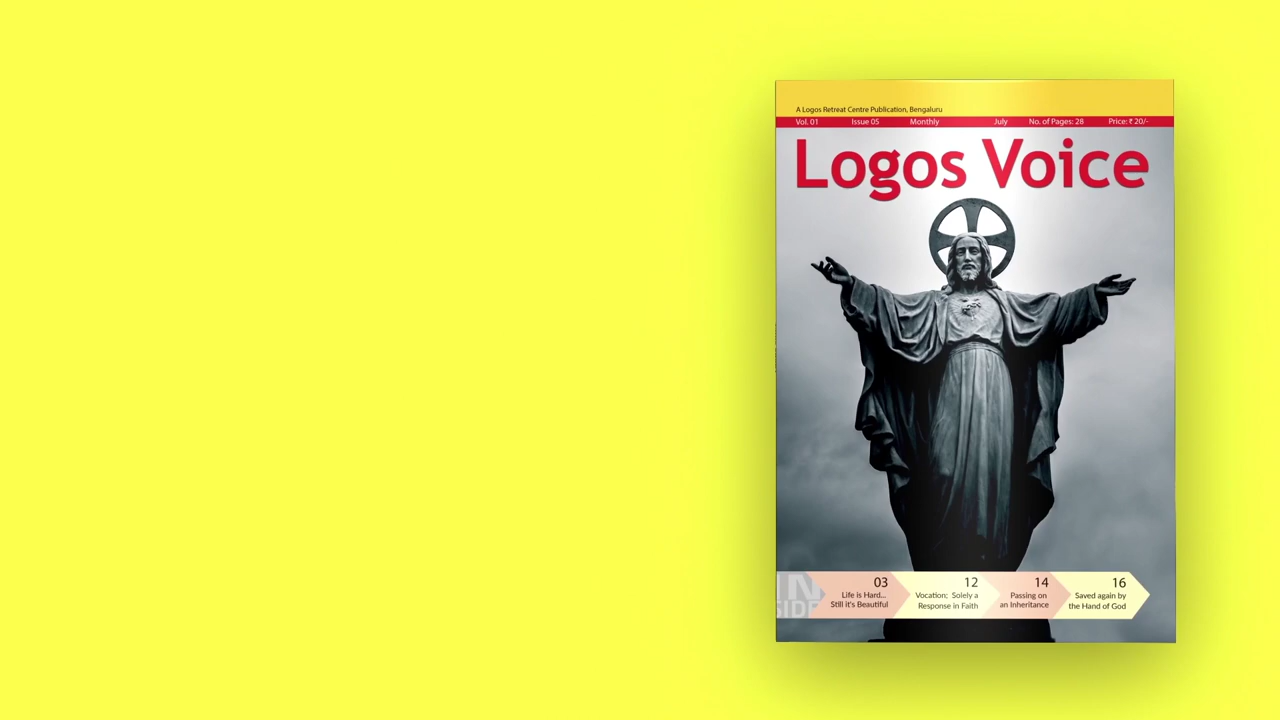 A Logos Retreat Centre Publication, Bengaluru
Vol. 01 Issue 05 Monthly July No. of Pages: 28 Price: ₹ 20/-
Logos Voice
IN
SIDE
03
Life is Hard...
Still it's Beautiful
12
Vocation; Solely a
Response in Faith
14
Passing on
an Inheritance
16
Saved again by
the Hand of God